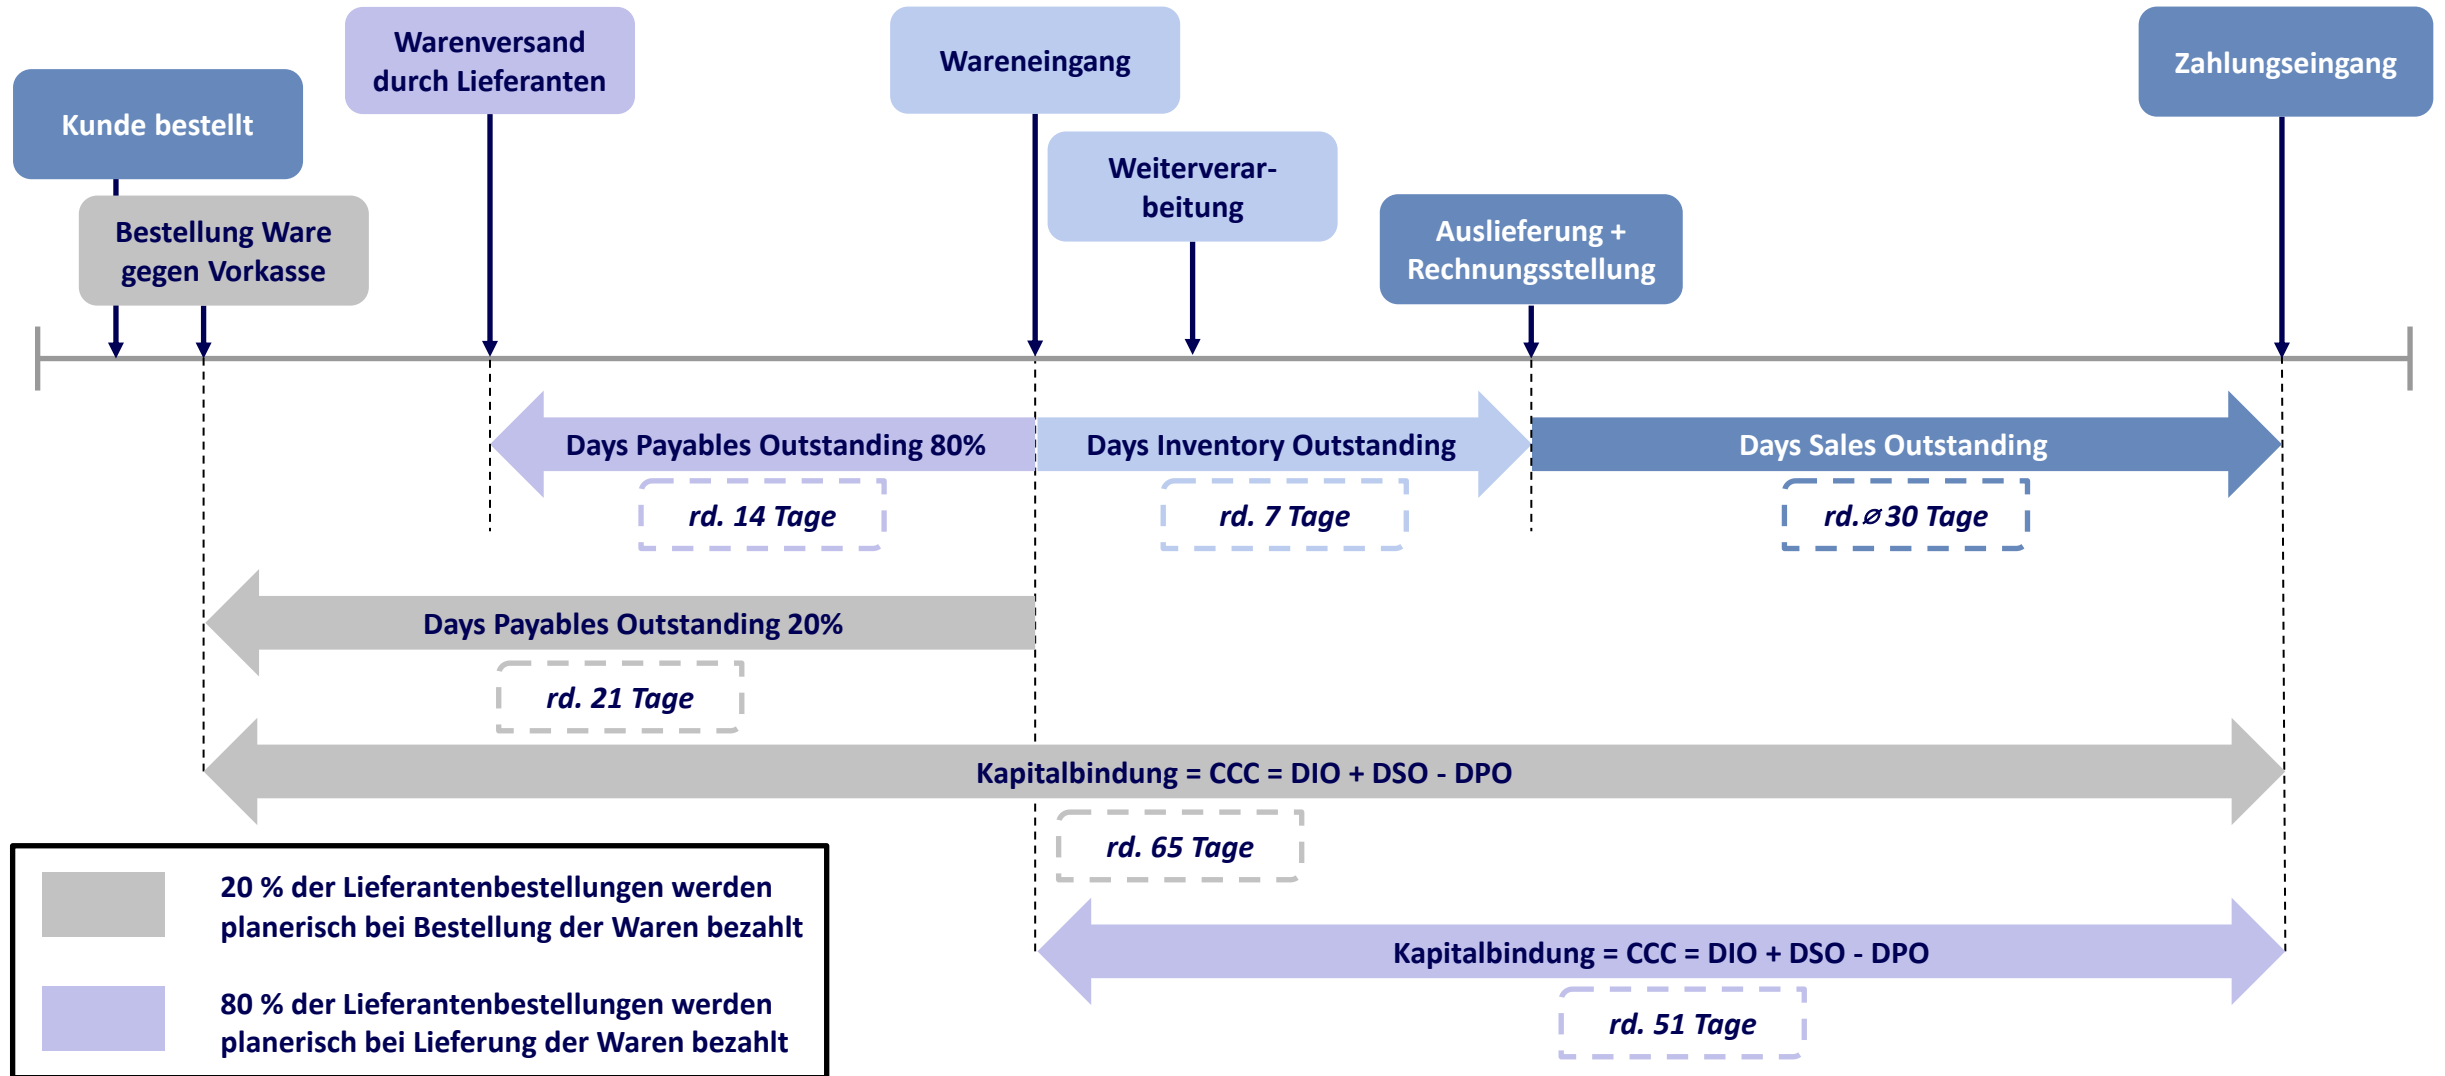 Kunde bestellt
Bestellung Ware
gegen Vorkasse
Warenversand
durch Lieferanten
Wareneingang
Weiterverar-
beitung
Auslieferung +
Rechnungsstellung
Zahlungseingang
Days Payables Outstanding 80%
rd. 14 Tage
Days Inventory Outstanding
rd. 7 Tage
Days Sales Outstanding
rd.⌀30 Tage
Days Payables Outstanding 20%
rd. 21 Tage
Kapitalbindung = CCC = DIO + DSO - DPO
rd. 65 Tage
Kapitalbindung = CCC = DIO + DSO - DPO
rd. 51 Tage
20 % der Lieferantenbestellungen werden
planerisch bei Bestellung der Waren bezahlt
80 % der Lieferantenbestellungen werden
planerisch bei Lieferung der Waren bezahlt